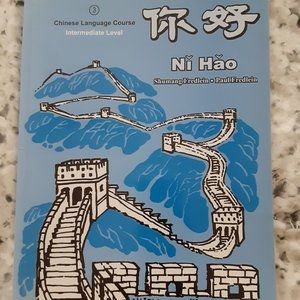 3
Chinese Language Course
Intermediate Level
你好
Nǐ Hǎo
Shumang Fredlein • Paul Fredlein